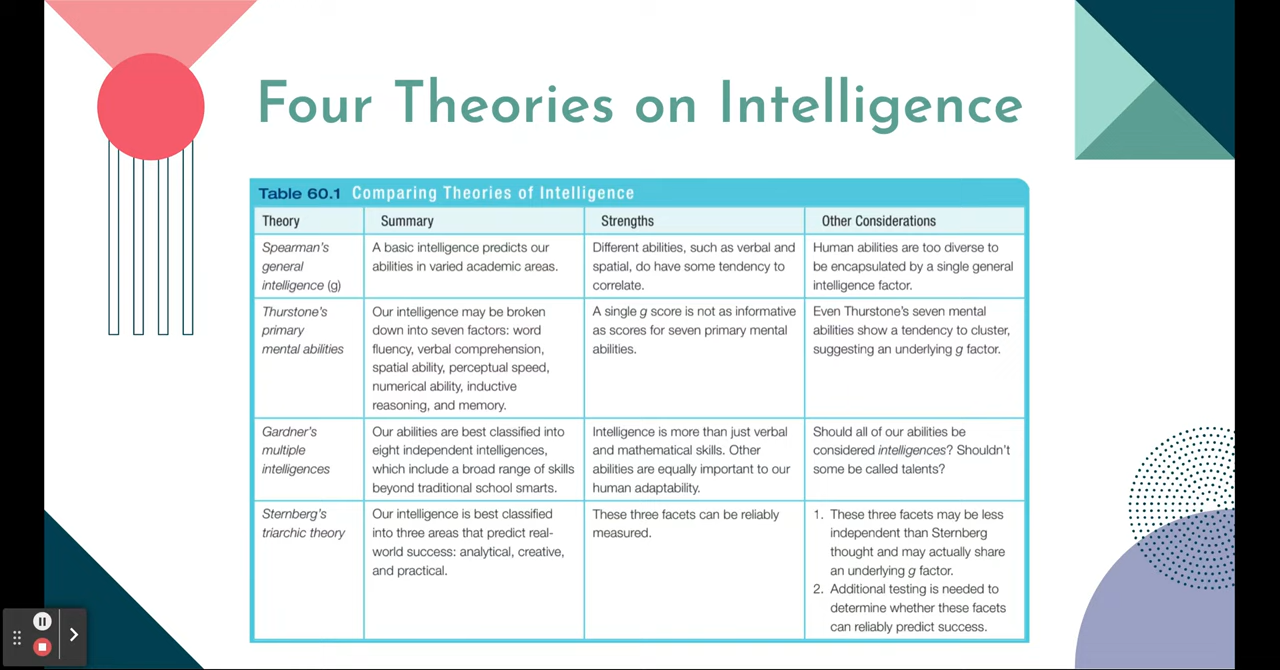 Four Theories on Intelligence
Table 60.1 Comparing Theories of Intelligence
Theory
Summary
Strengths
Other Considerations
Spearman's
general
intelligence (g)
A basic intelligence predicts our
abilities in varied academic areas.
Different abilities, such as verbal and
spatial, do have some tendency to
correlate.
Human abilities are too diverse to
be encapsulated by a single general
intelligence factor.
Thurstone's
primary
mental abilities
Our intelligence may be broken
down into seven factors: word
fluency, verbal comprehension,
spatial ability, perceptual speed,
numerical ability, inductive
reasoning, and memory.
A single g score is not as informative
as scores for seven primary mental
abilities.
Even Thurstone's seven mental
abilities show a tendency to cluster,
suggesting an underlying g factor.
Gardner's
multiple
intelligences
Our abilities are best classified into
eight independent intelligences,
which include a broad range of skills
beyond traditional school smarts.
Intelligence is more than just verbal
and mathematical skills. Other
abilities are equally important to our
human adaptability.
Should all of our abilities be
considered intelligences? Shouldn't
some be called talents?
Sternberg's
triarchic theory
Our intelligence is best classified
into three areas that predict real-
world success: analytical, creative,
and practical.
These three facets can be reliably
measured.
1. These three facets may be less
independent than Sternberg
thought and may actually share
an underlying g factor.
2. Additional testing is needed to
determine whether these facets
can reliably predict success.